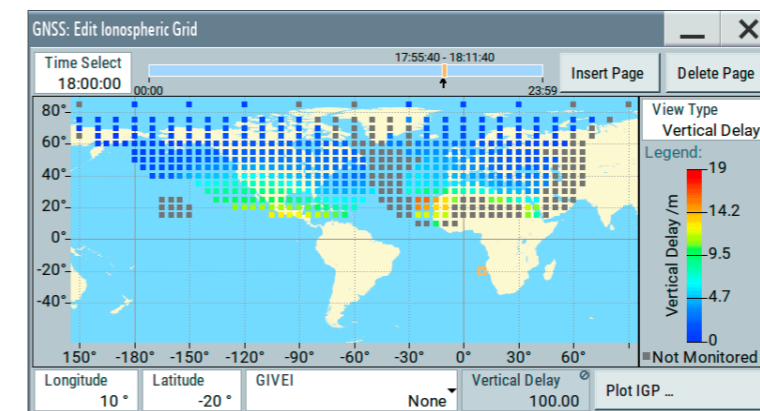 GNSS: Edit Ionospheric Grid
Time Select
18:00:00
17:55:40 - 18:11:40
00:00
23:59
Insert Page
Delete Page
80°
60°
40°
20°
0°
-20°
-40°
150° -180° -150° -120° -90° -60° -30° 0° 30° 60°
View Type
Vertical Delay
Legend:
Vertical Delay /m
19
14.2
9.5
4.7
0
Not Monitored
Longitude
10 °
Latitude
-20 °
GIVEI
None
Vertical Delay
100.00
Plot IGP ...